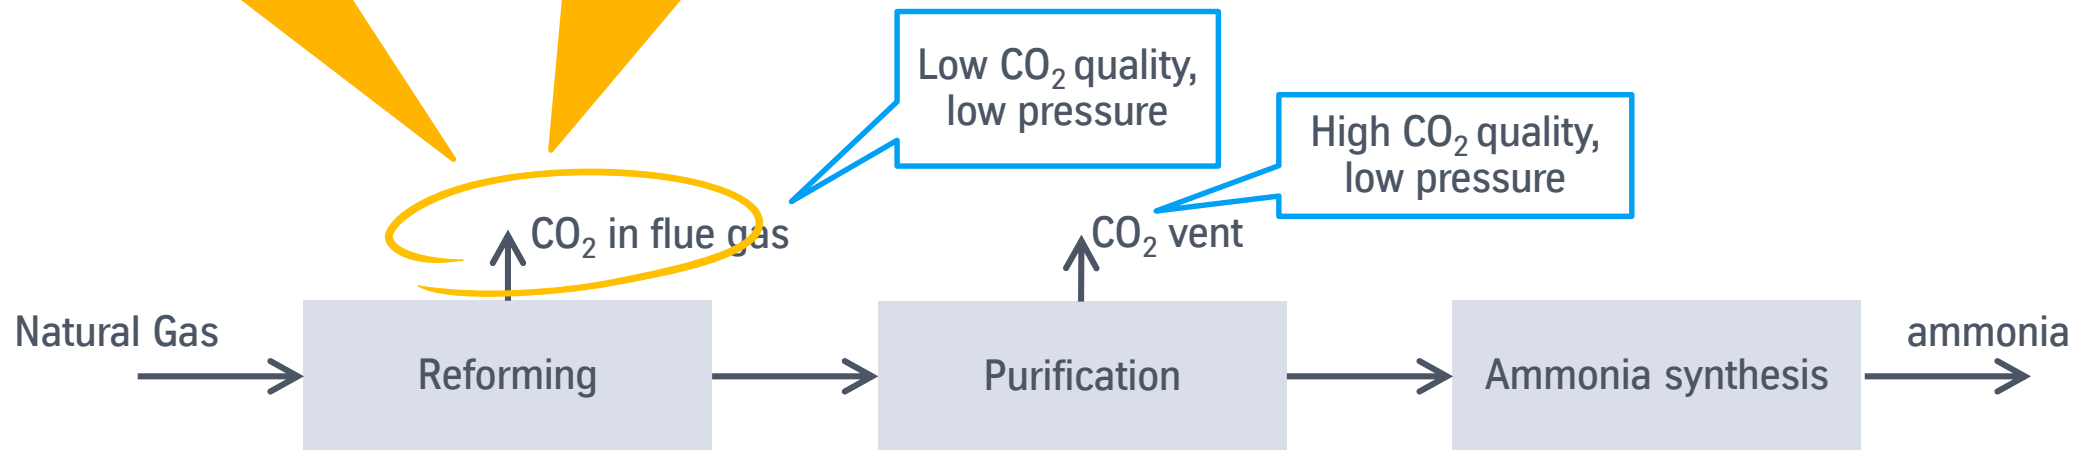 Low CO₂ quality,
low pressure
High CO₂ quality,
low pressure
CO₂ in flue gas
CO₂ vent
Natural Gas
Reforming
Purification
Ammonia synthesis
ammonia